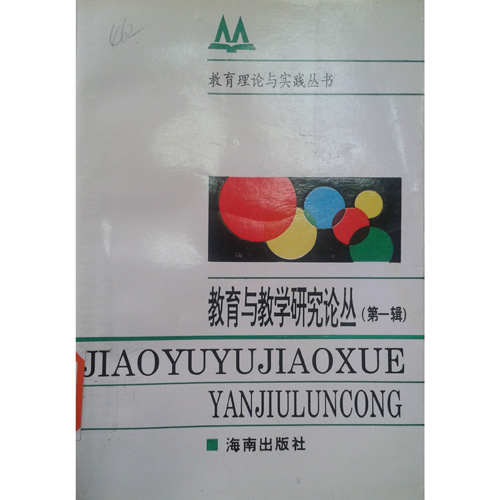 462
教育理论与实践丛书
教育与教学研究论丛(第一辑)
JIAOYUYUJIAOXUE
YANJIULUNCONG
海南出版社